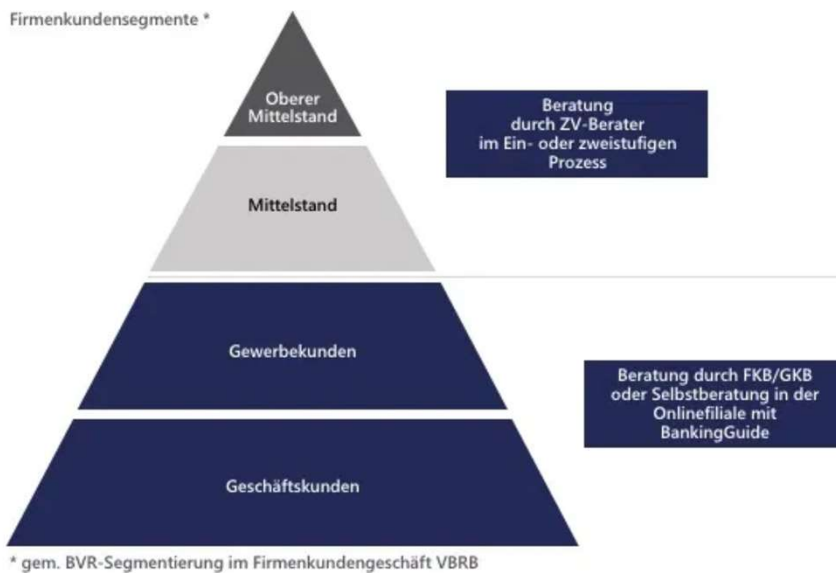 Firmenkundensegmente *
Oberer
Mittelstand
Beratung
durch ZV-Berater
im Ein- oder zweistufigen
Prozess
Mittelstand
Gewerbekunden
Beratung durch FKB/GKB
oder Selbstberatung in der
Onlinefiliale mit
BankingGuide
Geschäftskunden
* gem. BVR-Segmentierung im Firmenkundengeschäft VBRB